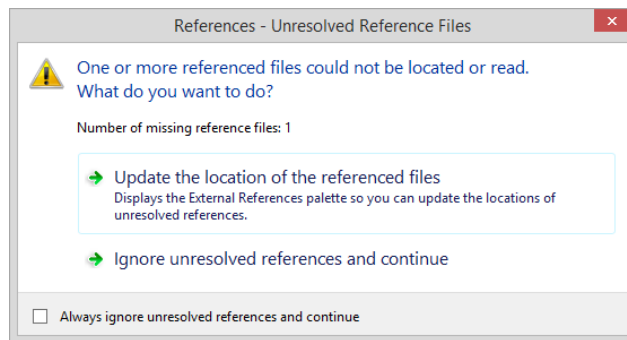 References - Unresolved Reference Files
One or more referenced files could not be located or read.
What do you want to do?
Number of missing reference files: 1
Update the location of the referenced files
Displays the External References palette so you can update the locations of
unresolved references.
Ignore unresolved references and continue
Always ignore unresolved references and continue